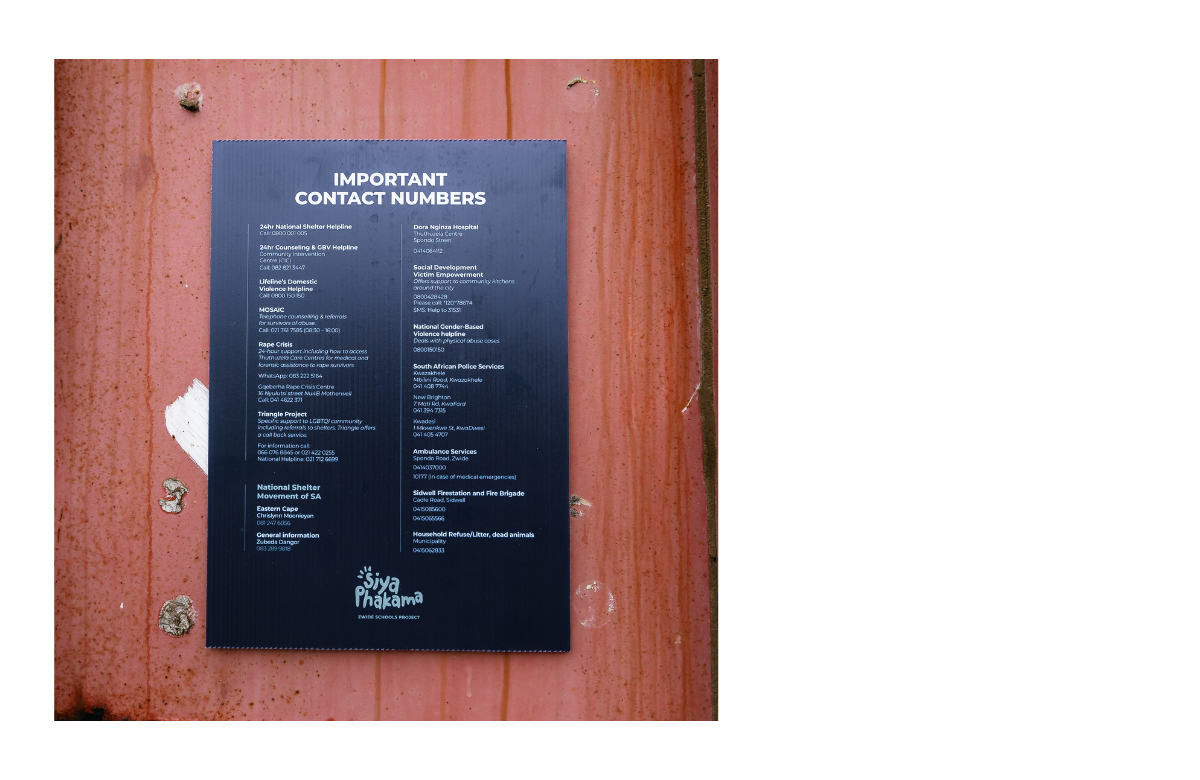 IMPORTANT
CONTACT NUMBERS
24hr National Shelter Helpline
Call: 0800 001 005
24hr Counseling & GBV Helpline
Community Intervention
Centre (CIC)
Call: 082 821 3447
Lifeline's Domestic
Violence Helpline
Call: 0800 150 150
MOSAIC
Telephone counselling & referrals
for survivors of abuse.
Call: 021 761 7585 (08:30 - 16:00)
Rape Crisis
24-hour support including how to access
Thuthuzela Care Centres for medical and
forensic assistance to rape survivors
WhatsApp: 083 222 5164
Gqeberha Rape Crisis Centre
16 Nyulutsi street NuAB Motherwell
Call: 041 4622 371
Triangle Project
Specific support to LGBTQI community
including referrals to shelters. Triangle offers
a call back service.
For information call:
066 076 8845 or 021 422 0255
National Helpline: 021 712 6699
National Shelter
Movement of SA
Eastern Cape
Chrislynn Moonieyan
081 247 6056
General information
Zubeda Dangor
083 289 9818
Dora Nginza Hospital
Thuthuzela Centre
Spondo Street
0414064112
Social Development
Victim Empowerment
Offers support to community kitchens
around the city
0800428428
Please call: *120*7867#
SMS: Help to 31531
National Gender-Based
Violence helpline
Deals with physical abuse cases
0800150150
South African Police Services
Kwazakhele
Mbilini Road, Kwazakhele
041 408 7744
New Brighton
7 Mati Rd, KwaFord
041 394 7315
Kwadesi
1 Mkwenkwe St, KwaDwesi
041 405 4707
Ambulance Services
Spondo Road, Zwide
0414037000
10177 (in case of medical emergencies)
Sidwell Firestation and Fire Brigade
Cadle Road, Sidwell
0415085600
0415065566
Household Refuse/Litter, dead animals
Municipality
0415062833
Siya
Phakama
ZWIDE SCHOOLS PROJECT